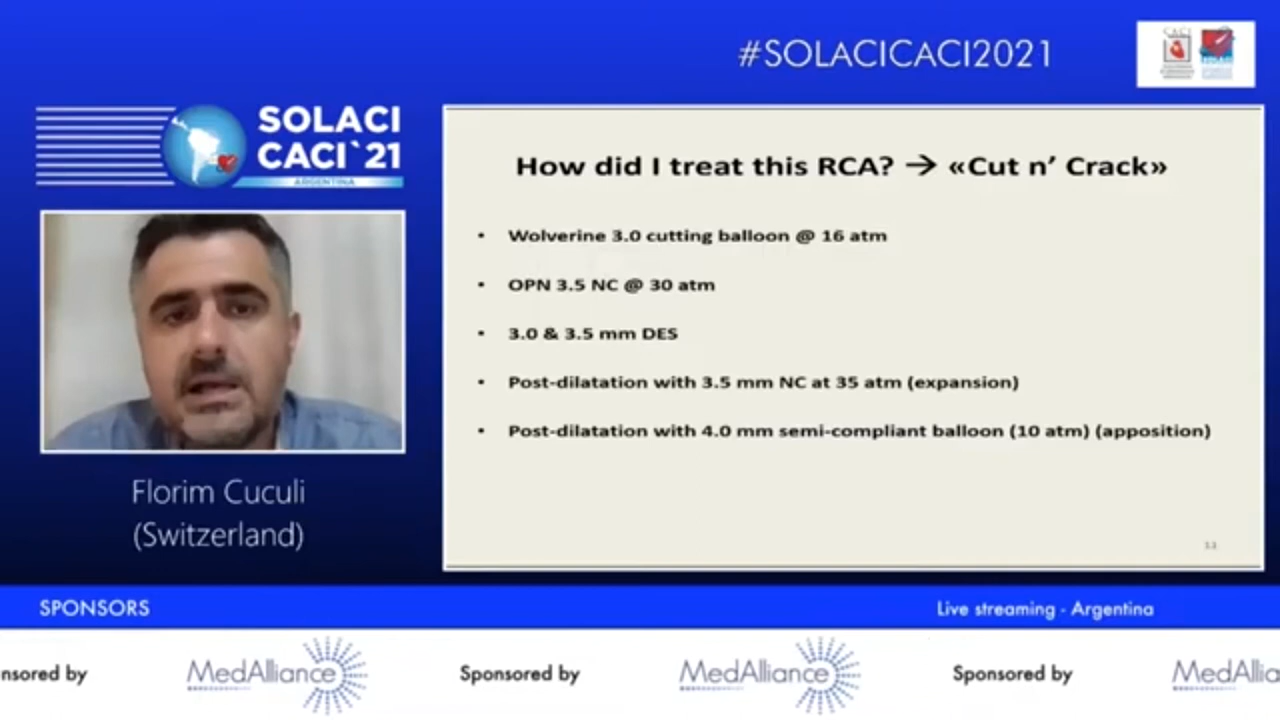 #SOLACICACI2021
CACI
SOLACI
CACI`21
ARGENTINA
How did I treat this RCA? → «Cut n’ Crack»
• Wolverine 3.0 cutting balloon @ 16 atm
• OPN 3.5 NC @ 30 atm
• 3.0 & 3.5 mm DES
• Post-dilatation with 3.5 mm NC at 35 atm (expansion)
• Post-dilatation with 4.0 mm semi-compliant balloon (10 atm) (apposition)
Florim Cuculi
(Switzerland)
SPONSORS
Live streaming - Argentina
nsored by
MedAlliance
Sponsored by
MedAlliance
Sponsored by
MedAllia